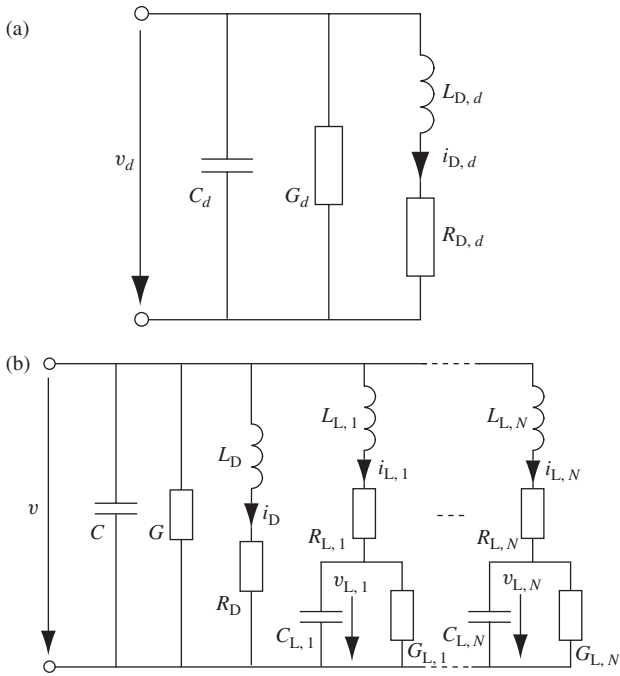 (a)
L_D, d
v_d
i_D, d
C_d
G_d
R_D, d
(b)
L_L, 1
L_L, N
L_D
i_L, 1
i_L, N
v
C
G
i_D
R_L, 1
R_L, N
R_D
v_L, 1
v_L, N
C_L, 1
G_L, 1
C_L, N
G_L, N